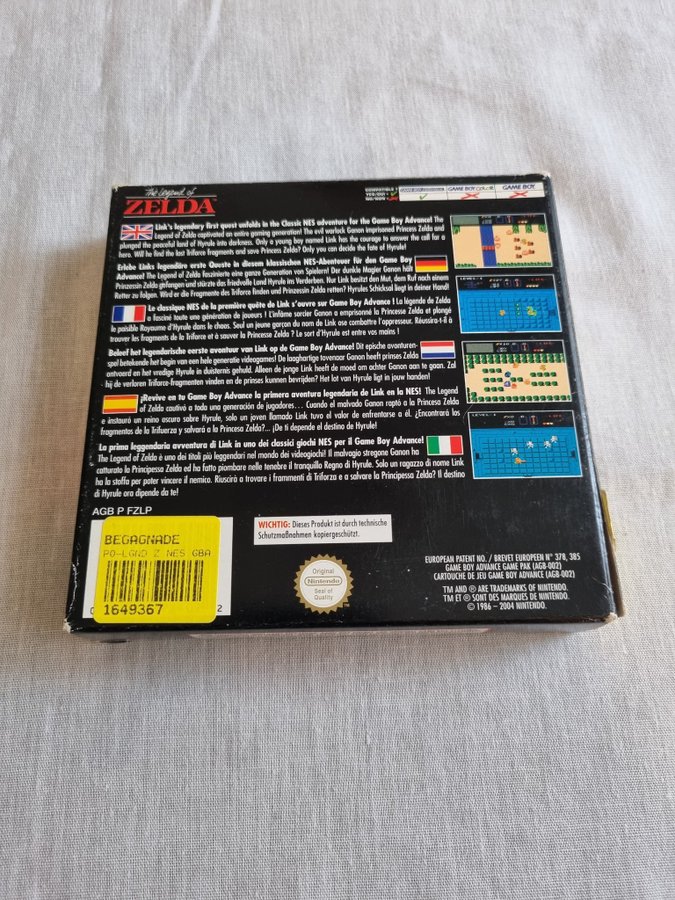 The Legend of
ZELDA
COMPATIBLE ?
GAME BOY ADVANCE
GAME BOY COLOR
GAME BOY
Link's legendary first quest unfolds in the Classic NES adventure for the Game Boy Advance! The
Legend of Zelda captivated an entire gaming generation! The evil warlock Ganon imprisoned Princess Zelda and
plunged the peaceful land of Hyrule into darkness. Only a young boy named Link has the courage to answer the call for a
hero. Will he find the last Triforce fragments and save Princess Zelda? Only you can decide the fate of Hyrule!
Erlebe Links legendäre erste Queste in diesem klassischen NES-Abenteuer für den Game Boy
Advance! The Legend of Zelda faszinierte eine ganze Generation von Spielern! Der dunkle Magier Ganon hält
Prinzessin Zelda gefangen und stürzte das friedvolle Land Hyrule ins Verderben. Nur Link besitzt den Mut, dem Ruf nach einem
Retter zu folgen. Wird er die Fragmente des Triforce finden und Prinzessin Zelda retten? Hyrules Schicksal liegt in deiner Hand!
Le classique NES de la première quête de Link s'ouvre sur Game Boy Advance ! La légende de Zelda
a fasciné toute une génération de joueurs ! L'infâme sorcier Ganon a emprisonné la Princesse Zelda et plongé
le paisible Royaume d'Hyrule dans le chaos. Seul un jeune garçon du nom de Link ose combattre l'oppresseur. Réussira-t-il à
trouver les fragments de la Triforce et à sauver la Princesse Zelda ? Le sort d'Hyrule est entre vos mains !
Beleef het legendarische eerste avontuur van Link op de Game Boy Advance! Dit epische avonturen-
spel betekende het begin van een hele generatie videogames! De laaghartige tovenaar Ganon heeft prinses Zelda
ontvoerd en het vredige Hyrule in duisternis gehuld. Alleen de jonge Link heeft de moed om achter Ganon aan te gaan. Zal
hij de verloren Triforce-fragmenten vinden en de prinses kunnen bevrijden? Het lot van Hyrule ligt in jouw handen!
¡Revive en tu Game Boy Advance la primera aventura legendaria de Link en la NES! The Legend
of Zelda cautivó a toda una generación de jugadores... Cuando el malvado Ganon raptó a la Princesa Zelda
e instauró un reino oscuro sobre Hyrule, solo un joven llamado Link tuvo el valor de enfrentarse a él. ¿Encontrará los
fragmentos de la Trifuerza y salvará a la Princesa Zelda?... ¡De ti depende el destino de Hyrule!
La prima leggendaria avventura di Link in uno dei classici giochi NES per il Game Boy Advance!
The Legend of Zelda è uno dei titoli più leggendari nel mondo dei videogiochi! Il malvagio stregone Ganon ha
catturato la Principessa Zelda ed ha fatto piombare nelle tenebre il tranquillo Regno di Hyrule. Solo un ragazzo di nome Link
ha la stoffa per poter vincere il nemico. Riuscirà a trovare i frammenti di Triforce e a salvare la Principessa Zelda? Il destino
di Hyrule ora dipende da te!
AGB P FZLP
BEGAGNADE
PO-LGND Z NES GBA
1649367
2
WICHTIG: Dieses Produkt ist durch technische
Schutzmaßnahmen kopiergeschützt.
Original
Nintendo
Seal of
Quality
EUROPEAN PATENT NO. / BREVET EUROPEEN N° 378, 385
GAME BOY ADVANCE GAME PAK (AGB-002)
CARTOUCHE DE JEU GAME BOY ADVANCE (AGB-002)
TM AND ® ARE TRADEMARKS OF NINTENDO.
TM ET ® SONT DES MARQUES DE NINTENDO.
© 1986 - 2004 NINTENDO.